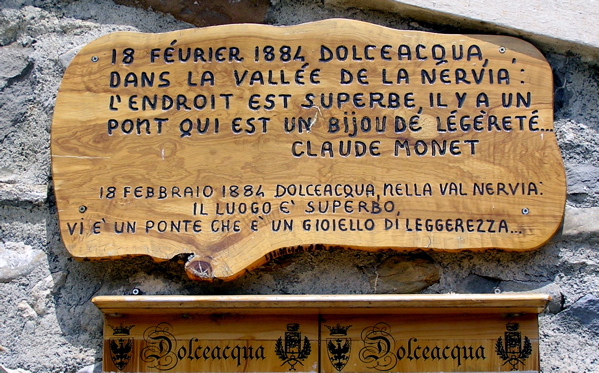 18 FÉURIER 1884, DOLCEACQUA,
DANS LA VALLÉE DE LA NERVIA:
L'ENDROIT EST SUPERBE, IL Y A UN
PONT QUI EST UN BIJOU DE LÉGÈRETÉ...
CLAUDE MONET
18 FEBBRAIO 1884 DOLCEACQUA, NELLA VAL NERVIA:
IL LUOGO E' SUPERBO,
VI E' UN PONTE CHE E' UN GIOIELLO DI LEGGEREZZA...
Dolceacqua Dolceacqua